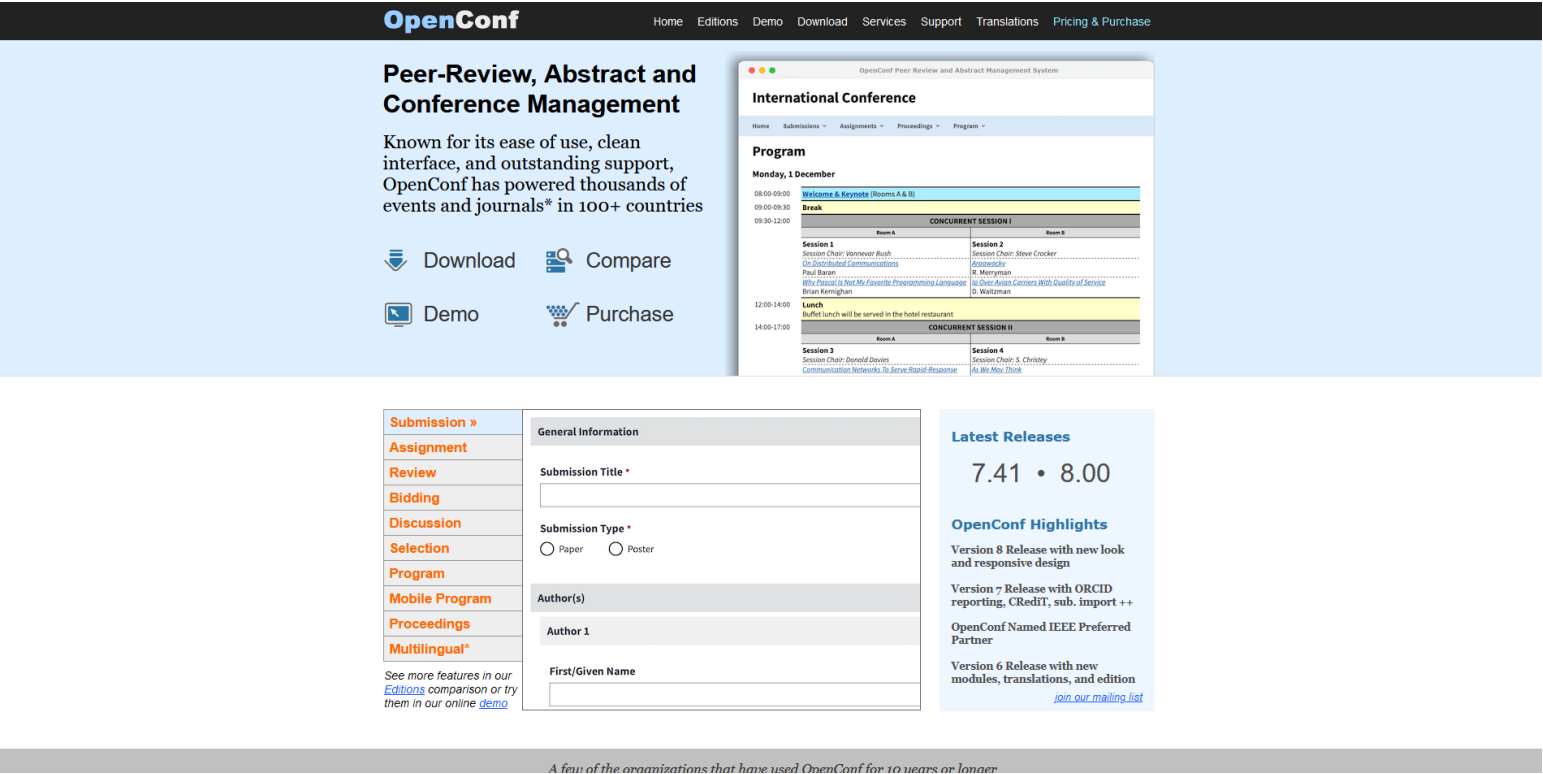 OpenConf
Home Editions Demo Download Services Support Translations Pricing & Purchase
Peer-Review, Abstract and
Conference Management
Known for its ease of use, clean
interface, and outstanding support,
OpenConf has powered thousands of
events and journals* in 100+ countries
Download Compare
Demo Purchase
OpenConf Peer Review and Abstract Management System
International Conference
Home Submissions Assignments Proceedings Program
Program
Monday, 1 December
08:00-09:00 Welcome & Keynote (Rooms A & B)
09:00-09:30 Break
09:30-12:00 CONCURRENT SESSION I
Room A Room B
Session 1 Session 2
Session Chair: Vannevar Bush Session Chair: Steve Crocker
On Distributed Communications Arpawocky
Paul Baran R. Merryman
Why Pascal Is Not My Favorite Programming Language Ip Over Avian Carriers With Quality of Service
Brian Kernighan D. Waitzman
12:00-14:00 Lunch
Buffet lunch will be served in the hotel restaurant
14:00-17:00 CONCURRENT SESSION II
Room A Room B
Session 3 Session 4
Session Chair: Donald Davies Session Chair: S. Christey
Communication Networks To Serve Rapid-Response As We May Think
Submission »
Assignment
Review
Bidding
Discussion
Selection
Program
Mobile Program
Proceedings
Multilingual*
See more features in our
Editions comparison or try
them in our online demo
General Information
Submission Title *
Submission Type *
Paper Poster
Author(s)
Author 1
First/Given Name
Latest Releases
7.41 • 8.00
OpenConf Highlights
Version 8 Release with new look
and responsive design
Version 7 Release with ORCID
reporting, CRediT, sub. import ++
OpenConf Named IEEE Preferred
Partner
Version 6 Release with new
modules, translations, and edition
join our mailing list
A few of the organizations that have used OpenConf for 10 years or longer